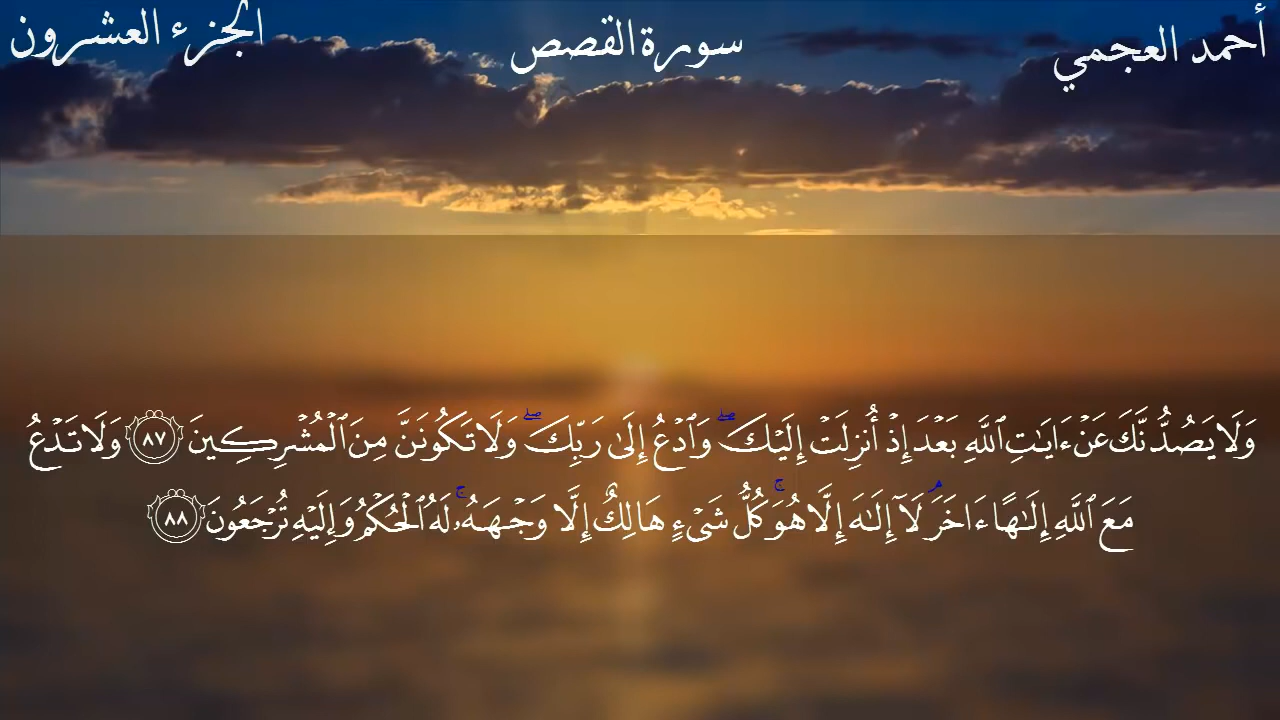 أحمد العجمي
سورة القصص
الجزء العشرون
وَلَا يَصُدُّنَّكَ عَنْ ءَايَٰتِ ٱللَّهِ بَعْدَ إِذْ أُنزِلَتْ إِلَيْكَ ۖ وَٱدْعُ إِلَىٰ رَبِّكَ ۖ وَلَا تَكُونَنَّ مِنَ ٱلْمُشْرِكِينَ ٨٧ وَلَا تَدْعُ
مَعَ ٱللَّهِ إِلَٰهًا ءَاخَرَ ۘ لَآ إِلَٰهَ إِلَّا هُوَ ۚ كُلُّ شَىْءٍ هَالِكٌ إِلَّا وَجْهَهُۥ ۚ لَهُ ٱلْحُكْمُ وَإِلَيْهِ تُرْجَعُونَ ٨٨